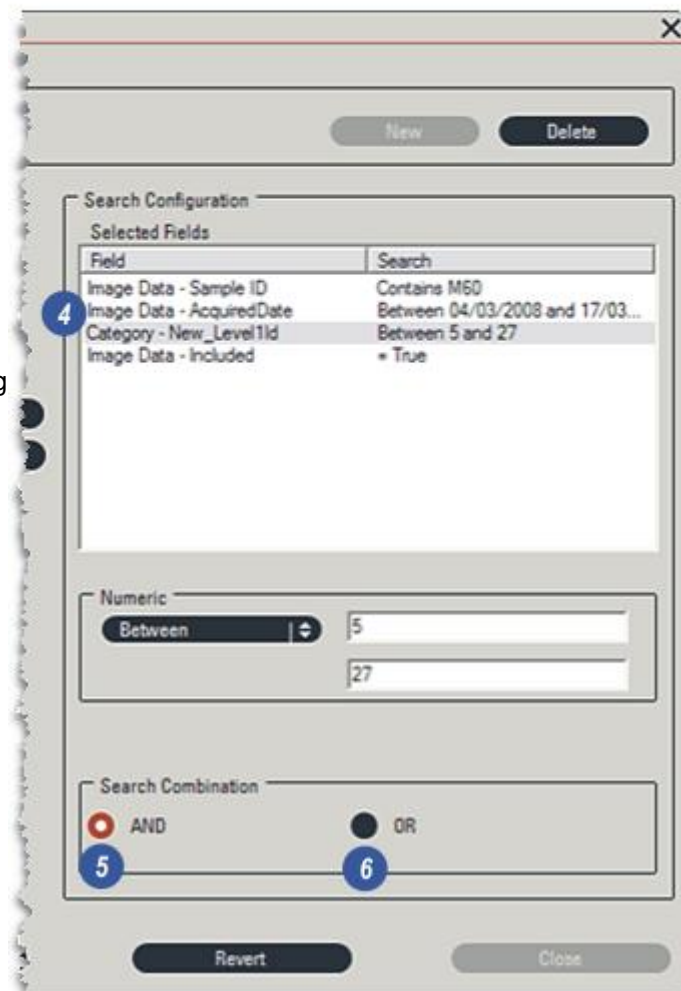 New Delete
Search Configuration
Selected Fields
Field Search
Image Data - Sample ID Contains M60
4 Image Data - AcquiredDate Between 04/03/2008 and 17/03...
Category - New_Level1Id Between 5 and 27
Image Data - Included = True
g
Numeric
Between 5
27
Search Combination
AND OR
5 6
Revert Close